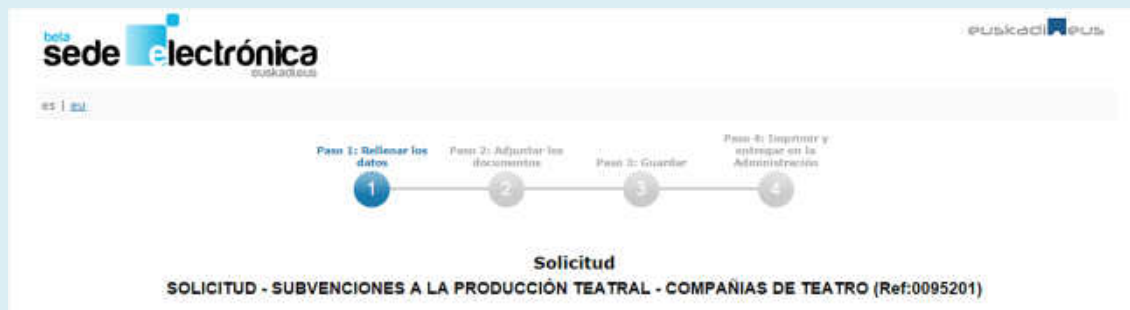 beta
sede electrónica
euskadi.eus
euskadi.eus
es | eu
Paso 1: Rellenar los
datos
Paso 2: Adjuntar los
documentos
Paso 3: Guardar
Paso 4: Imprimir y
entregar en la
Administración
1
2
3
4
Solicitud
SOLICITUD - SUBVENCIONES A LA PRODUCCIÓN TEATRAL - COMPAÑIAS DE TEATRO (Ref:0095201)